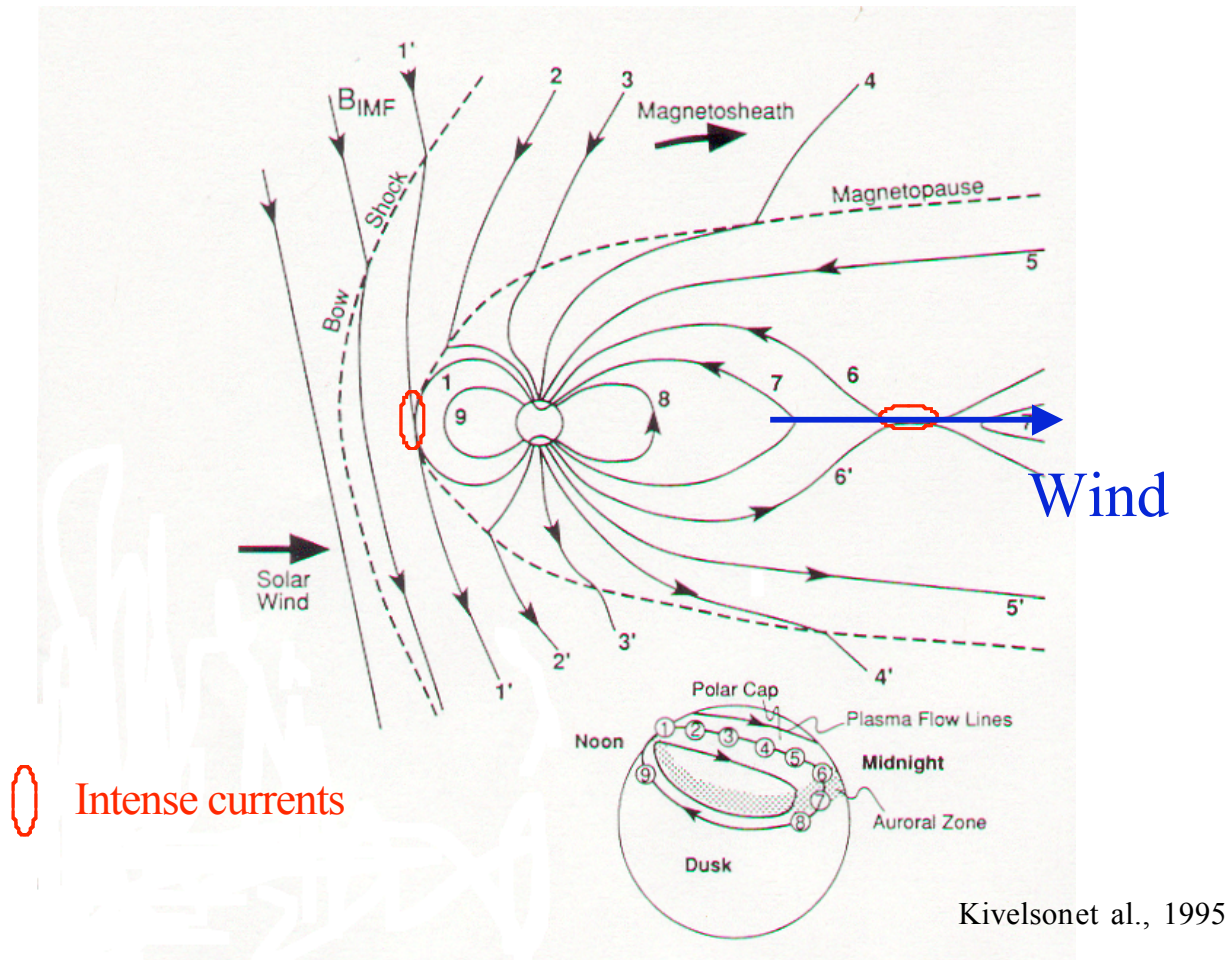 1'
2
3
4
BIMF
Magnetosheath
Shock
Magnetopause
5
Bow
1
6
7
8
9
7'
6'
Wind
Solar
Wind
5'
3'
2'
4'
1'
Polar Cap
Plasma Flow Lines
Noon
1
2
3
4
5
6
7
8
9
Midnight
Intense currents
Auroral Zone
Dusk
Kivelsonet al., 1995